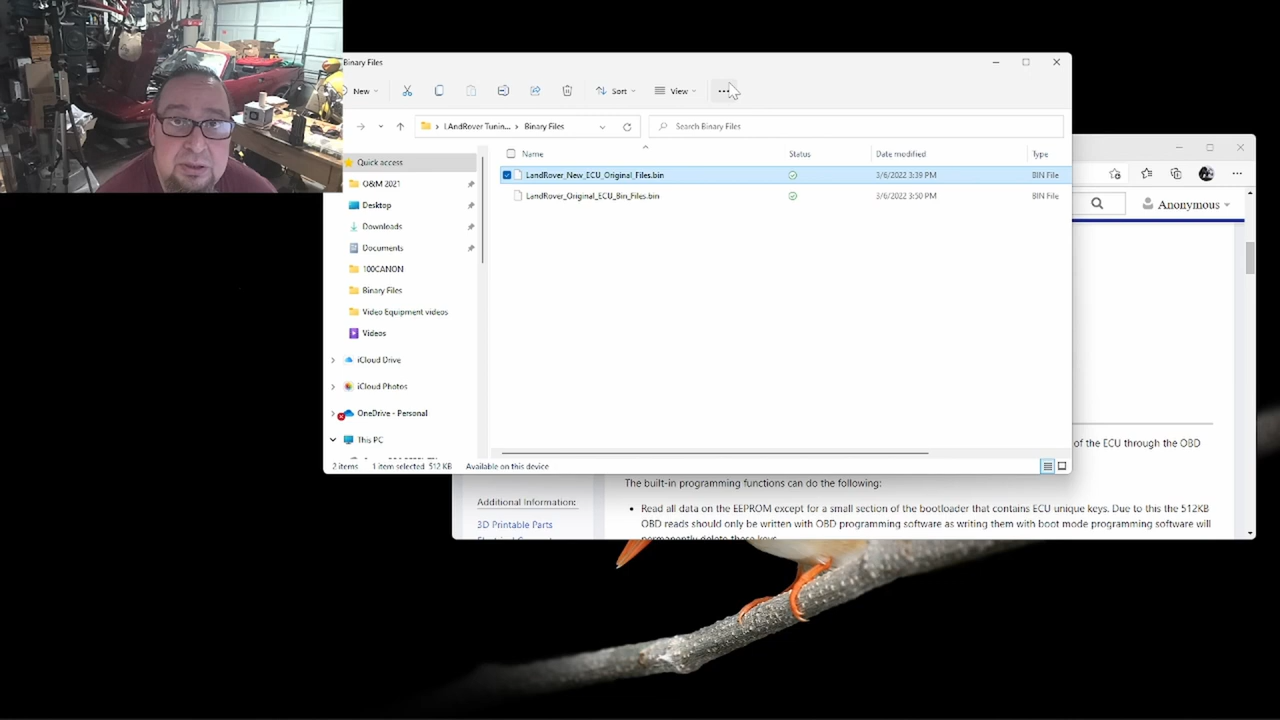 Binary Files
New
Sort
View
LAndRover Tunin...
Binary Files
Search Binary Files
Name
Status
Date modified
Type
Quick access
LandRover_New_ECU_Original_Files.bin
3/6/2022 3:39 PM
BIN File
O&M 2021
LandRover_Original_ECU_Bin_Files.bin
3/6/2022 3:50 PM
BIN File
Desktop
Downloads
Documents
100CANON
Binary Files
Video Equipment videos
Videos
iCloud Drive
iCloud Photos
OneDrive - Personal
This PC
2 items
1 item selected 512 KB
Available on this device
Anonymous
of the ECU through the OBD
The built-in programming functions can do the following:
Additional Information:
3D Printable Parts
Read all data on the EEPROM except for a small section of the bootloader that contains ECU unique keys. Due to this the 512KB
OBD reads should only be written with OBD programming software as writing them with boot mode programming software will
permanently delete these keys